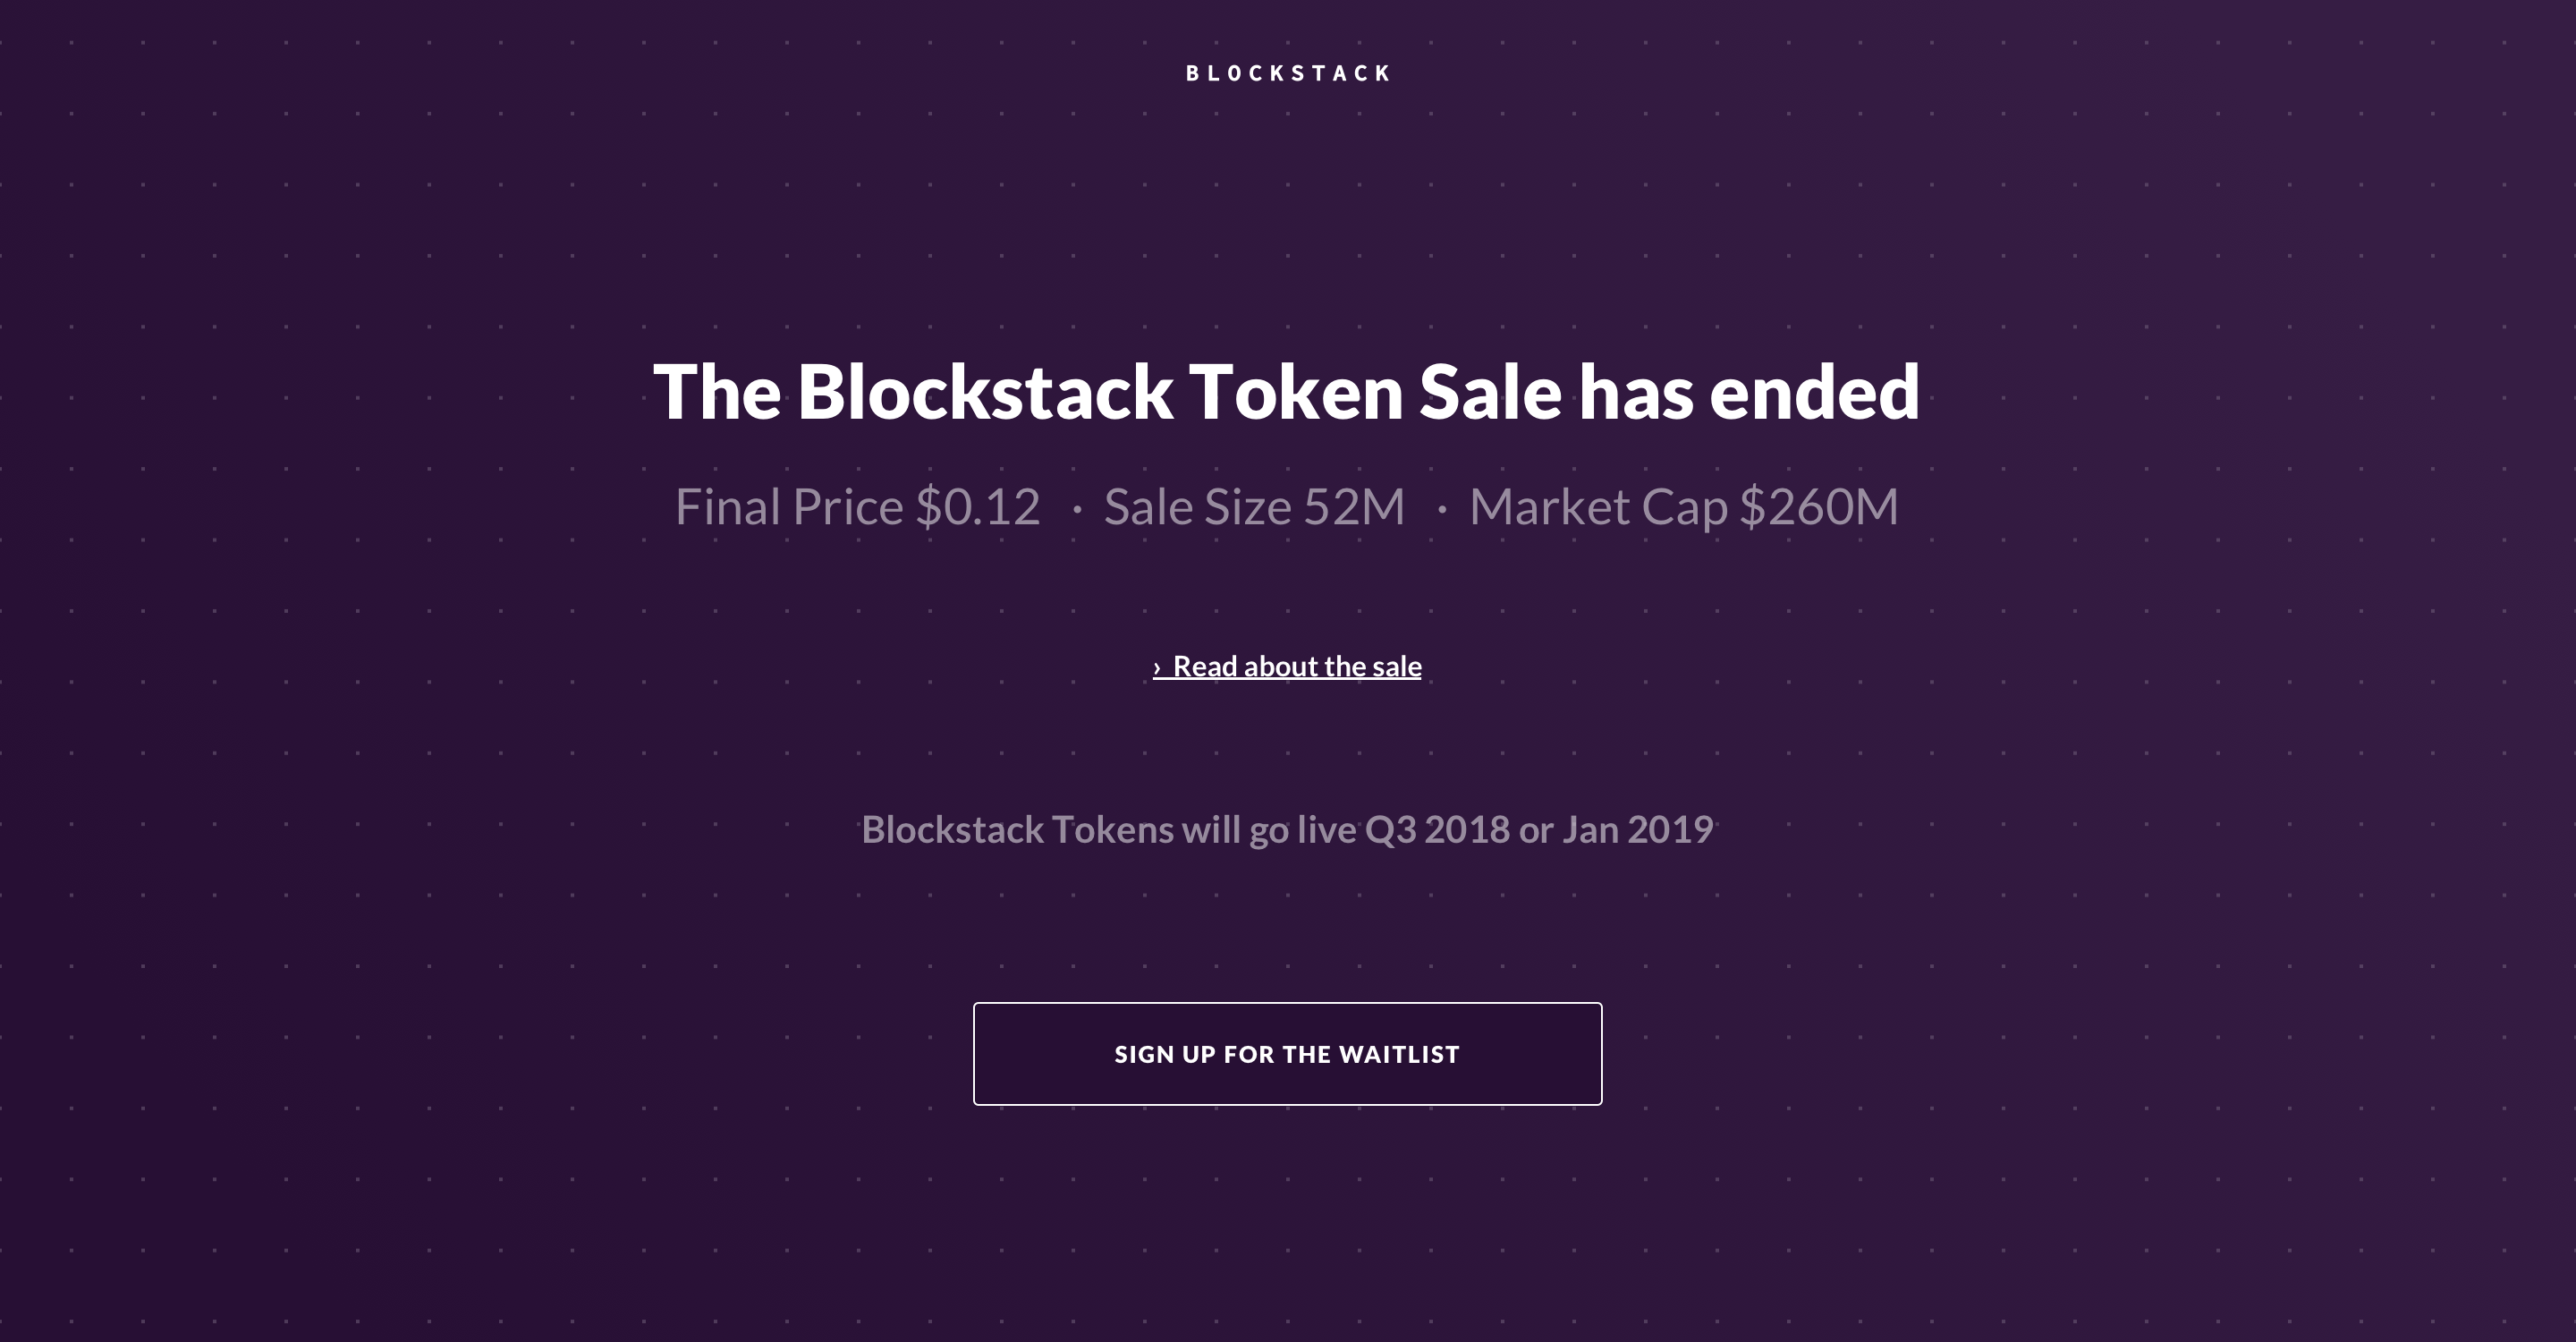 BLOCKSTACK
The Blockstack Token Sale has ended
Final Price $0.12 · Sale Size 52M · Market Cap $260M
› Read about the sale
Blockstack Tokens will go live Q3 2018 or Jan 2019
SIGN UP FOR THE WAITLIST